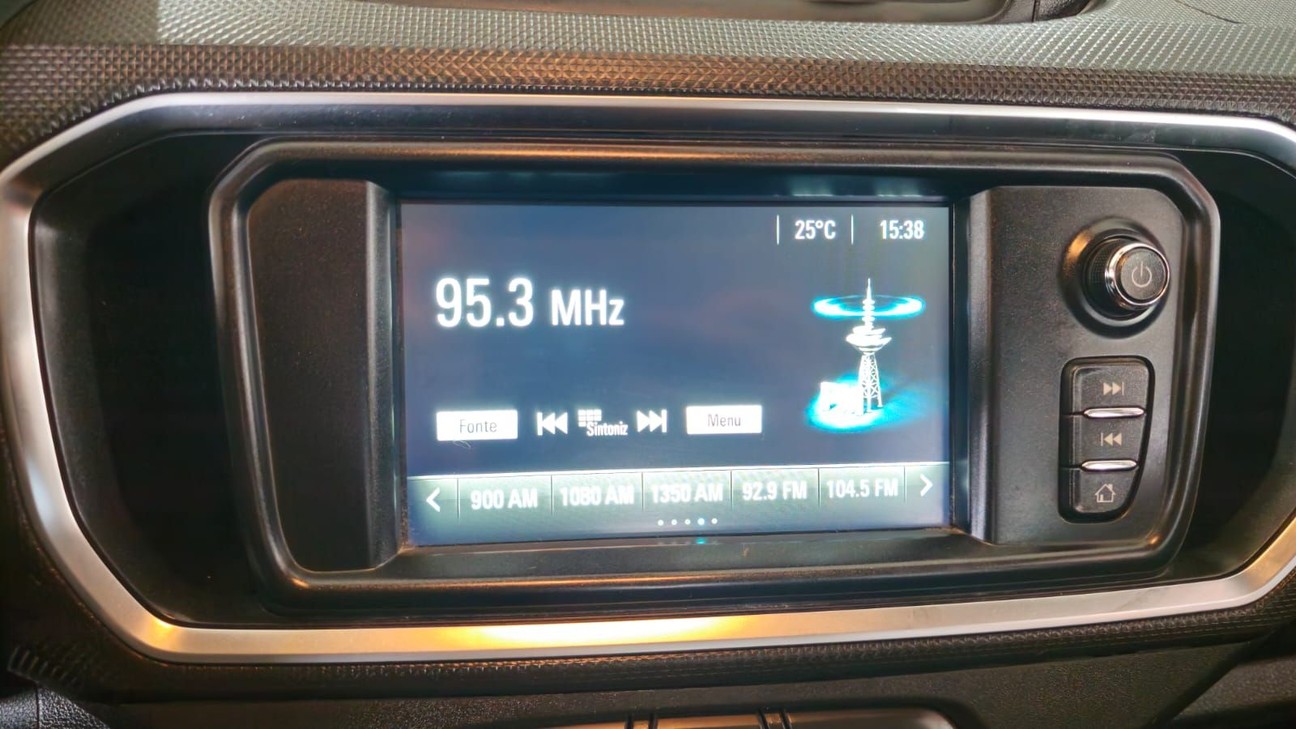 25°C 15:38
95.3 MHz
Fonte Sintoniz Menu
900 AM 1080 AM 1350 AM 92.9 FM 104.5 FM